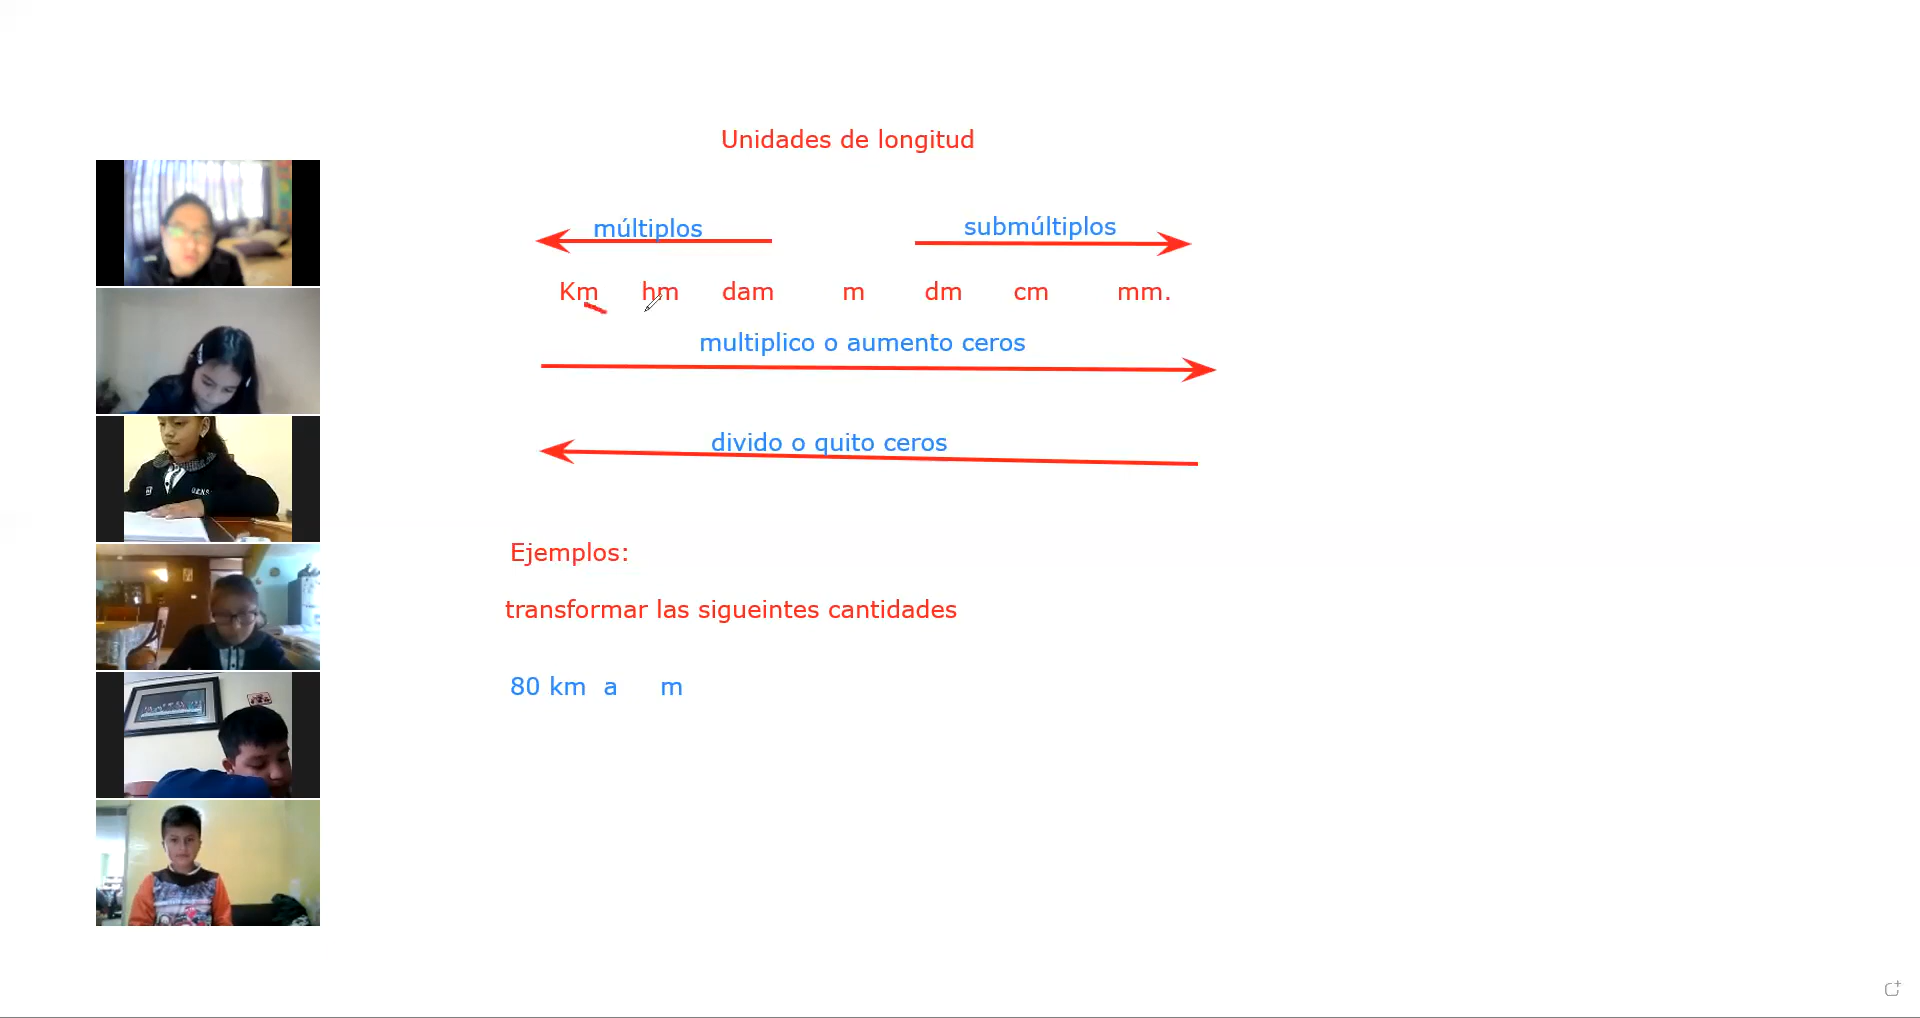 Unidades de longitud
múltiplos submúltiplos
Km hm dam m dm cm mm.
multiplico o aumento ceros
divido o quito ceros
Ejemplos:
transformar las sigueintes cantidades
80 km a m